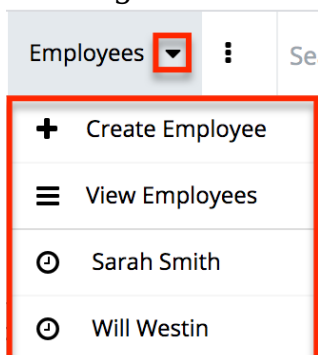 Employees
Create Employee
View Employees
Sarah Smith
Will Westin